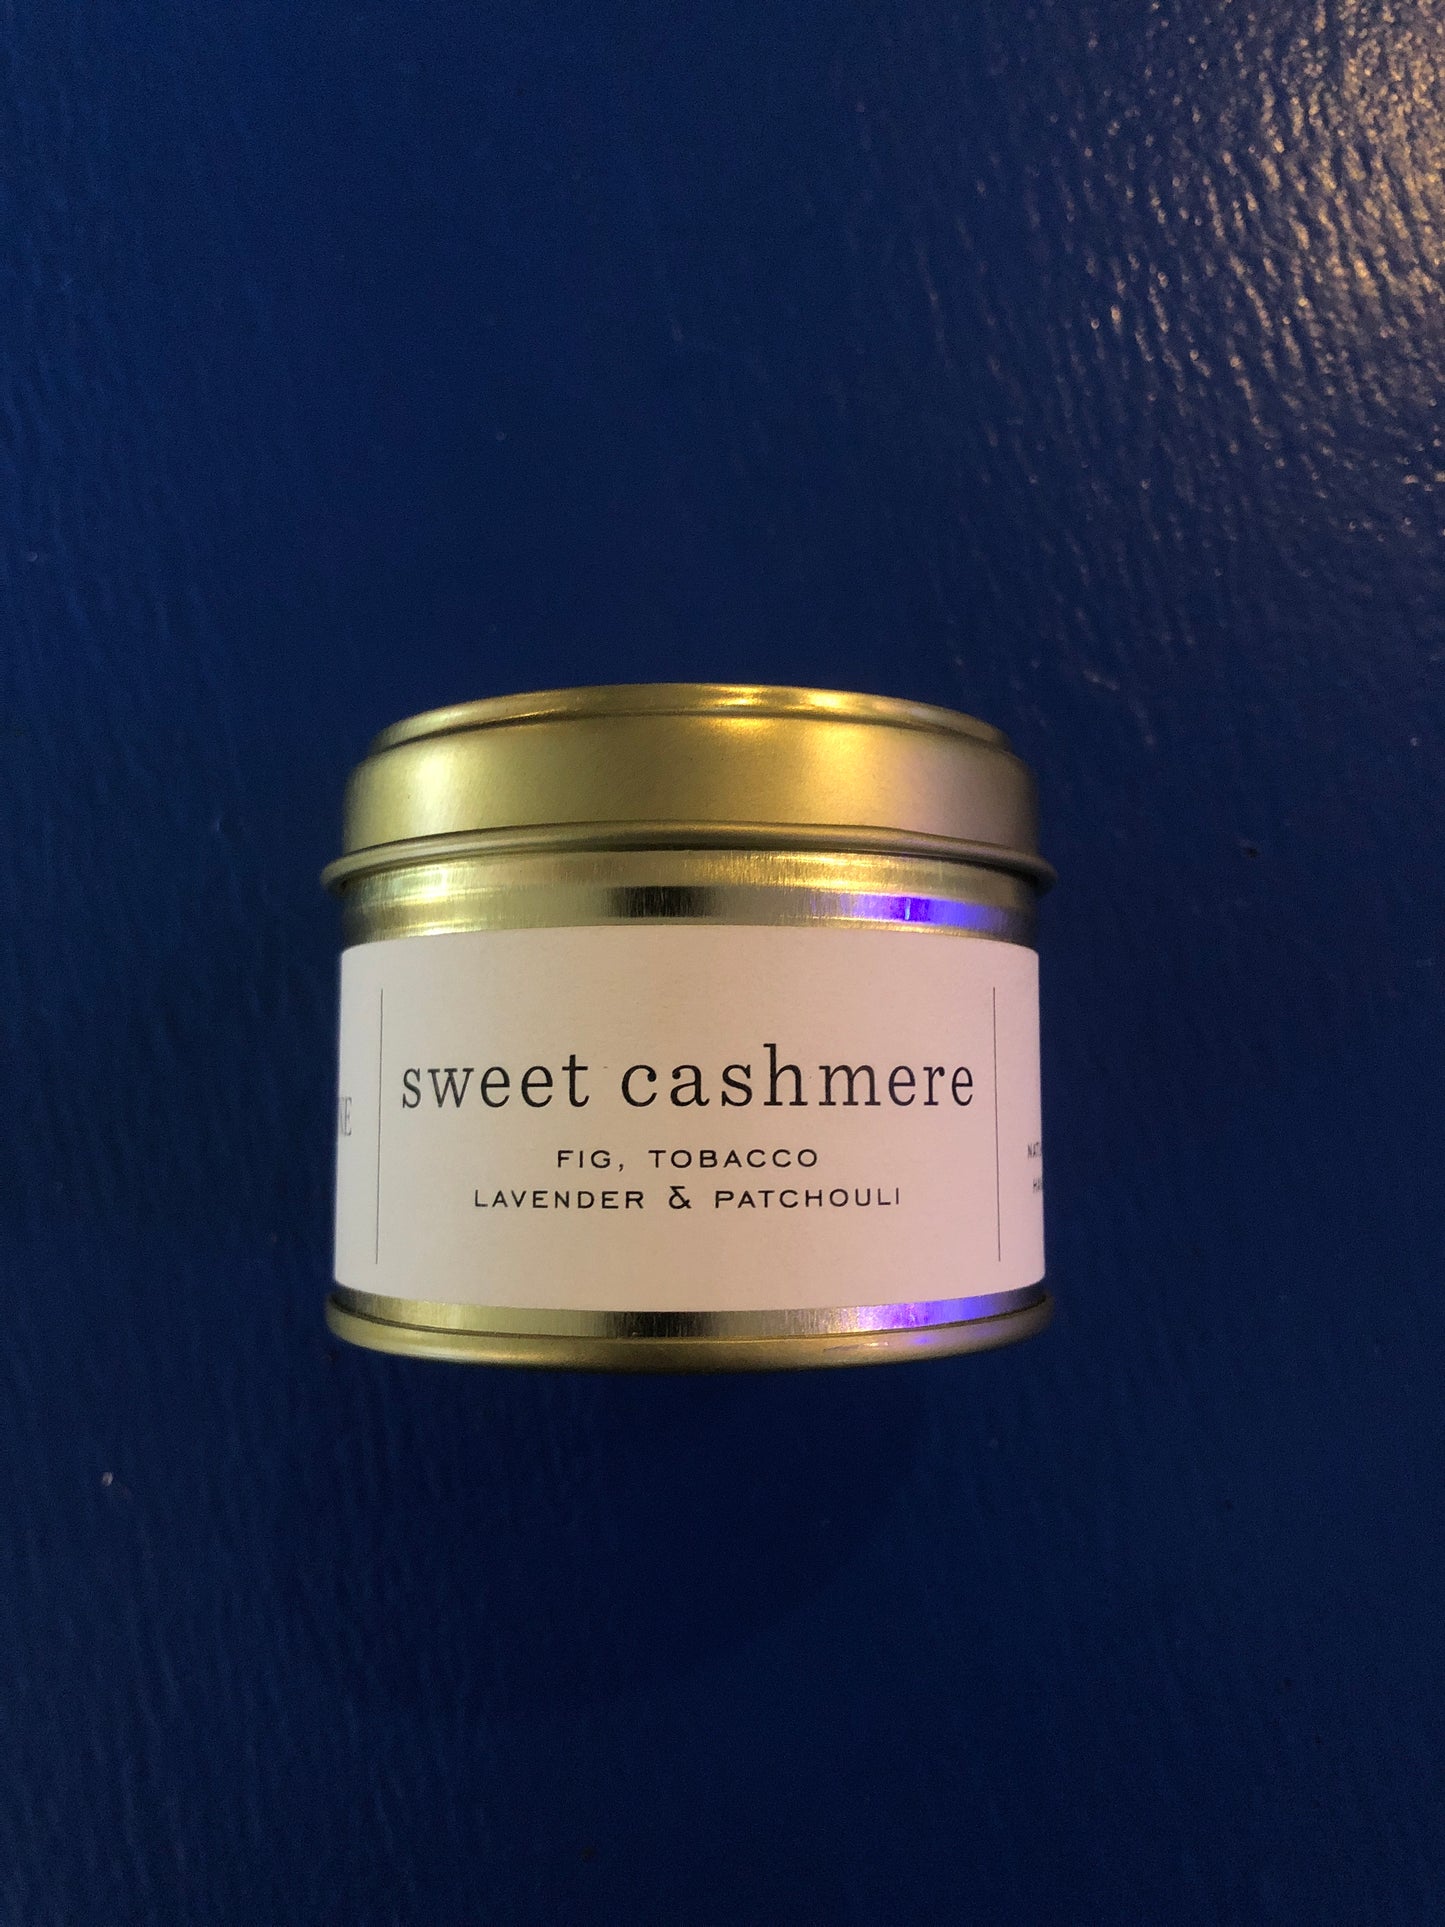 sweet cashmere
FIG, TOBACCO
LAVENDER & PATCHOULI